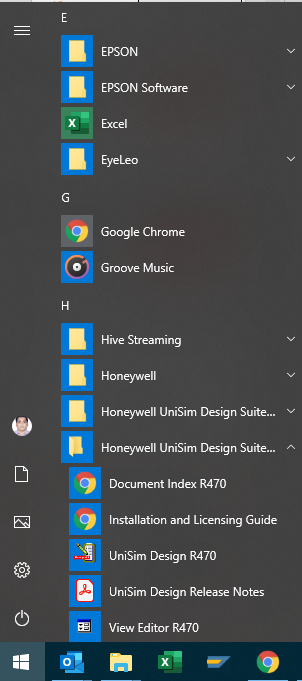 E
EPSON
EPSON Software
Excel
EyeLeo
G
Google Chrome
Groove Music
H
Hive Streaming
Honeywell
Honeywell UniSim Design Suite...
Honeywell UniSim Design Suite...
Document Index R470
Installation and Licensing Guide
UniSim Design R470
UniSim Design Release Notes
View Editor R470